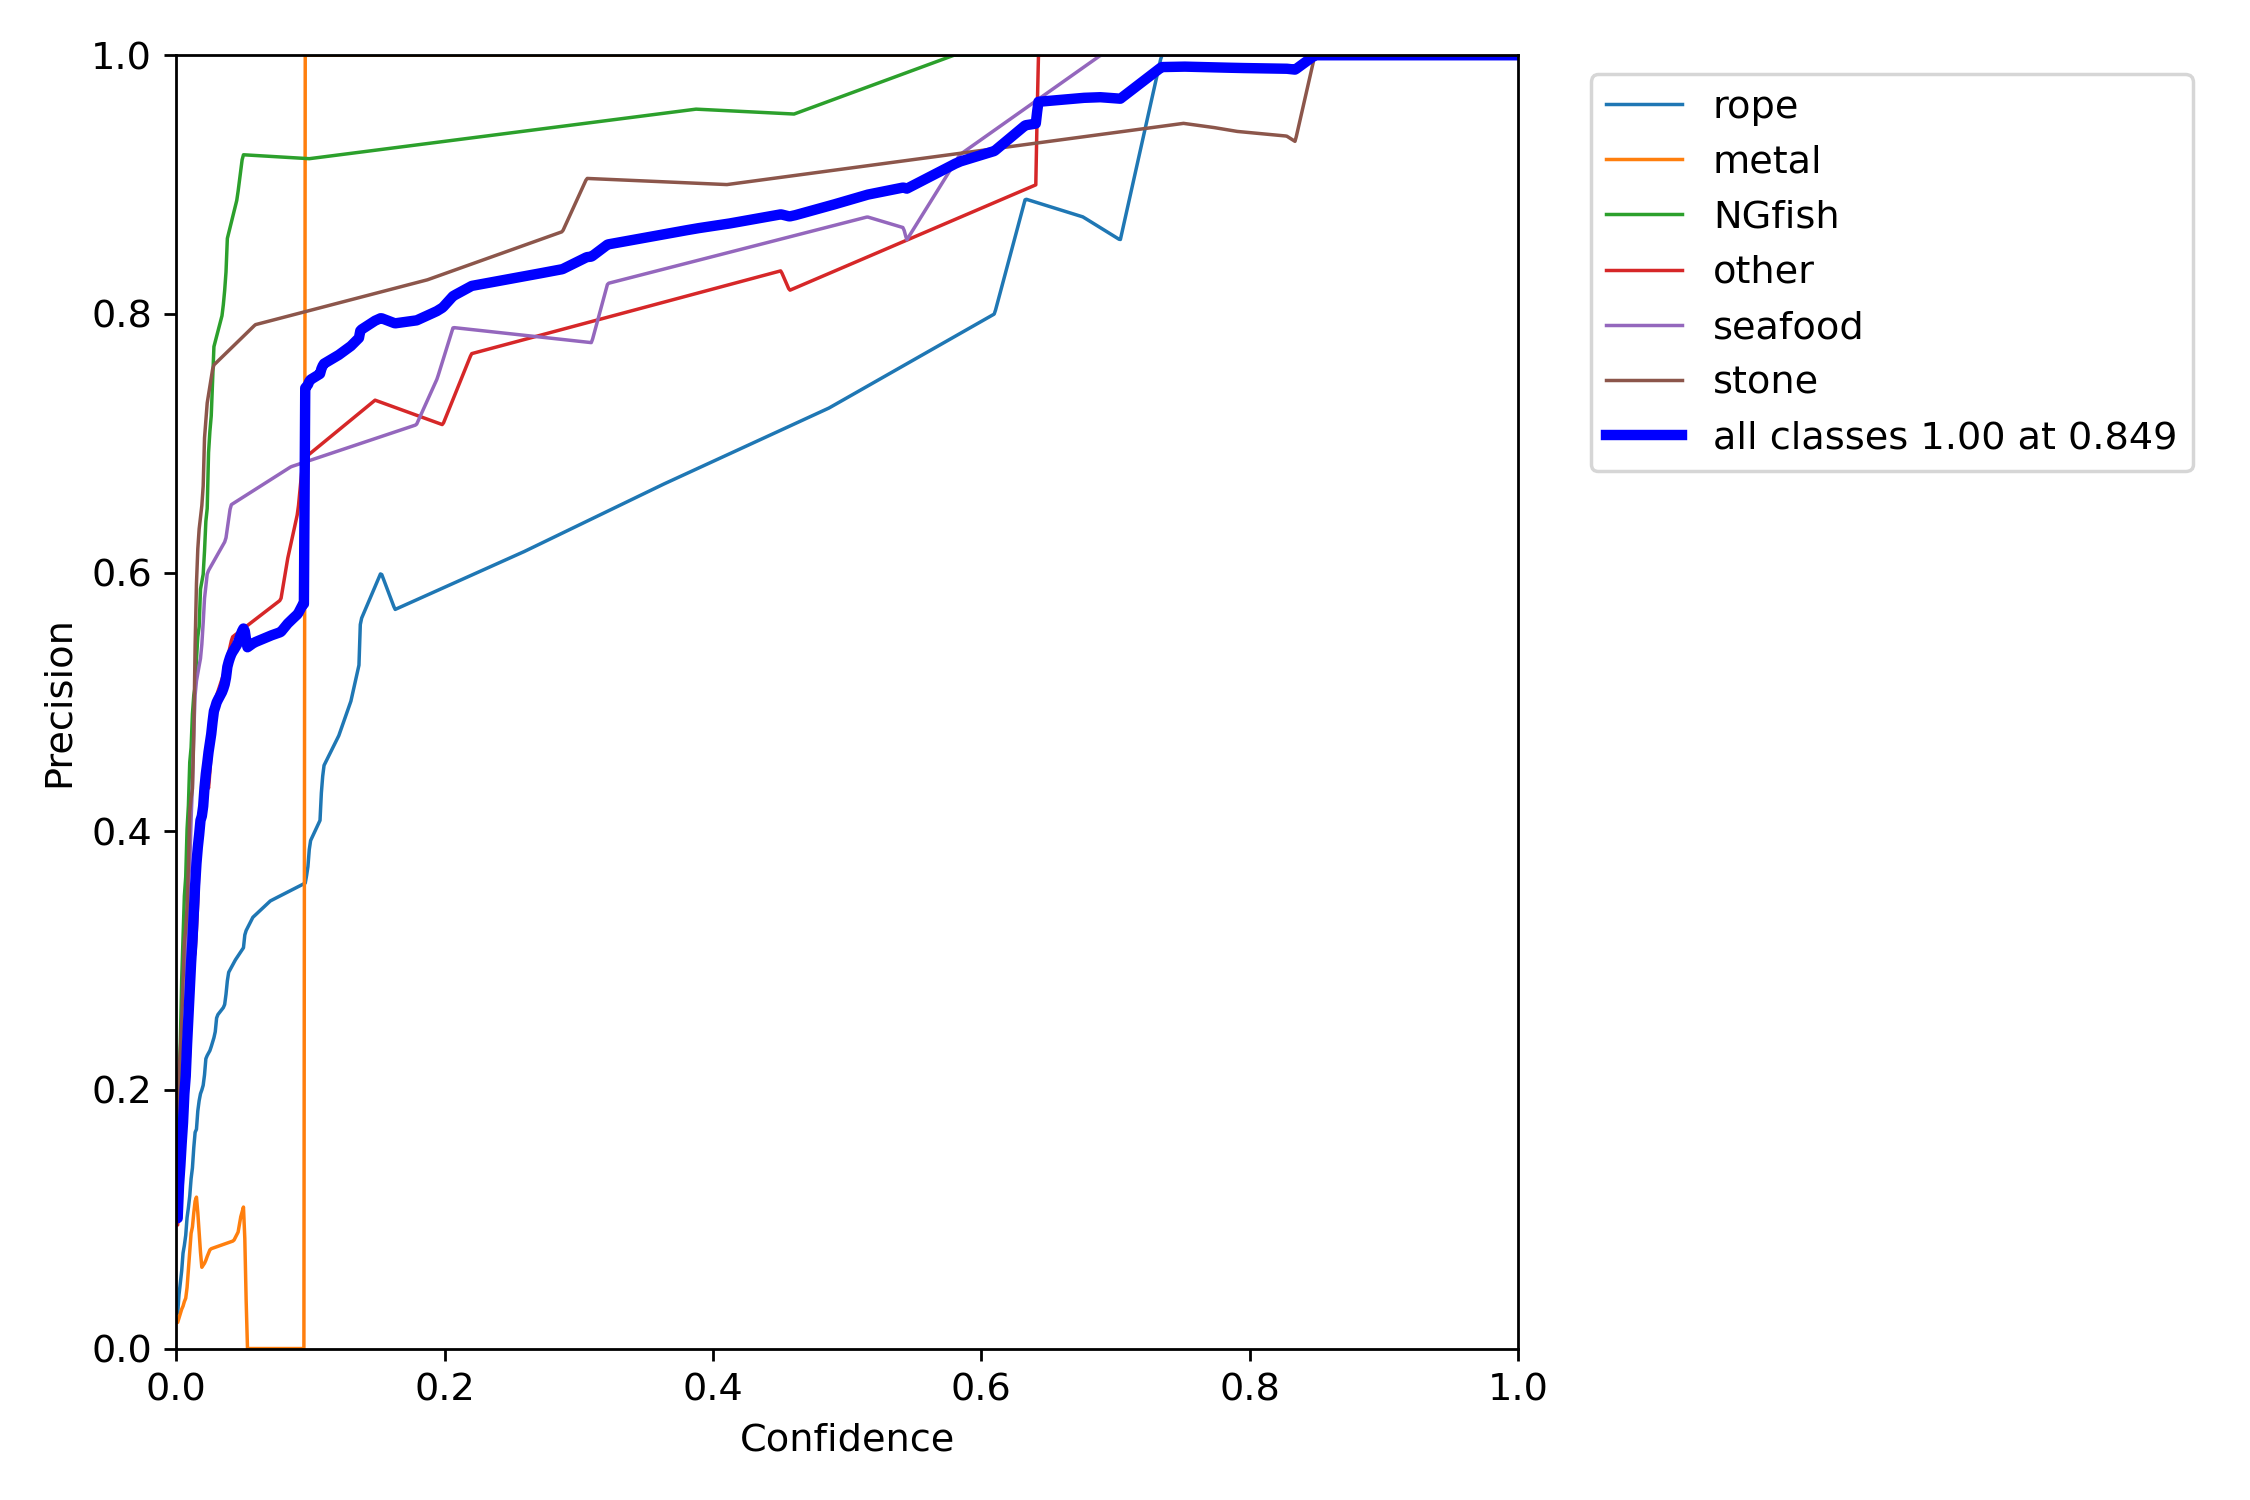 1.0
0.8
0.6
0.4
0.2
0.0
Precision
0.0 0.2 0.4 0.6 0.8 1.0
Confidence
rope
metal
NGfish
other
seafood
stone
all classes 1.00 at 0.849